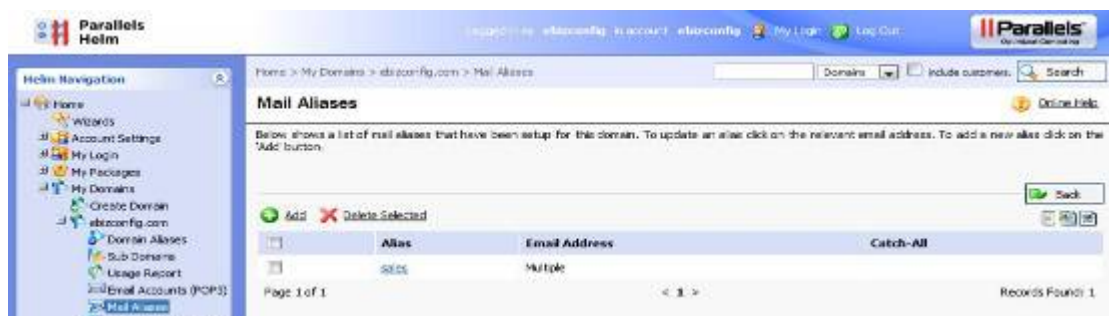 Parallels
Helm
Logged in as ebizconfig in account ebizconfig My Login Log Out
Parallels
Helm Navigation
Home
Wizards
Account Settings
My Login
My Packages
My Domains
Create Domain
ebizconfig.com
Domain Aliases
Sub Domains
Usage Report
Email Accounts (POP3)
Mail Aliases
Home > My Domains > ebizconfig.com > Mail Aliases
Domains include customers. Search
Mail Aliases
Online Help
Below shows a list of mail aliases that have been setup for this domain. To update an alias click on the relevant email address. To add a new alias click on the
'Add' button.
Back
Add Delete Selected
Alias Email Address Catch-All
sales Multiple
Page 1 of 1 < 1 > Records Found: 1